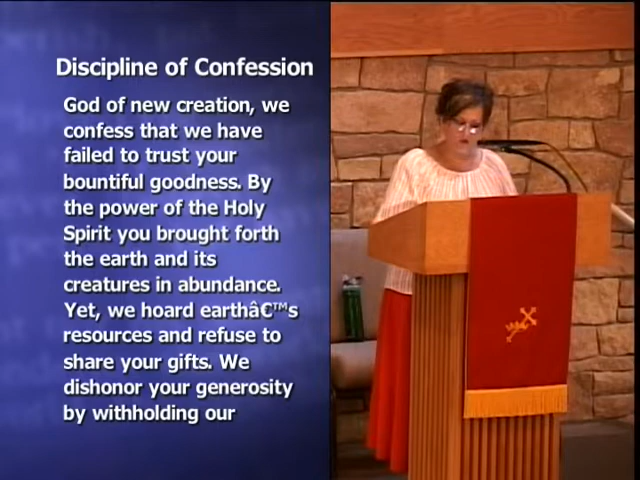 Discipline of Confession
God of new creation, we
confess that we have
failed to trust your
bountiful goodness. By
the power of the Holy
Spirit you brought forth
the earth and its
creatures in abundance.
Yet, we hoard earthâ€™s
resources and refuse to
share your gifts. We
dishonor your generosity
by withholding our